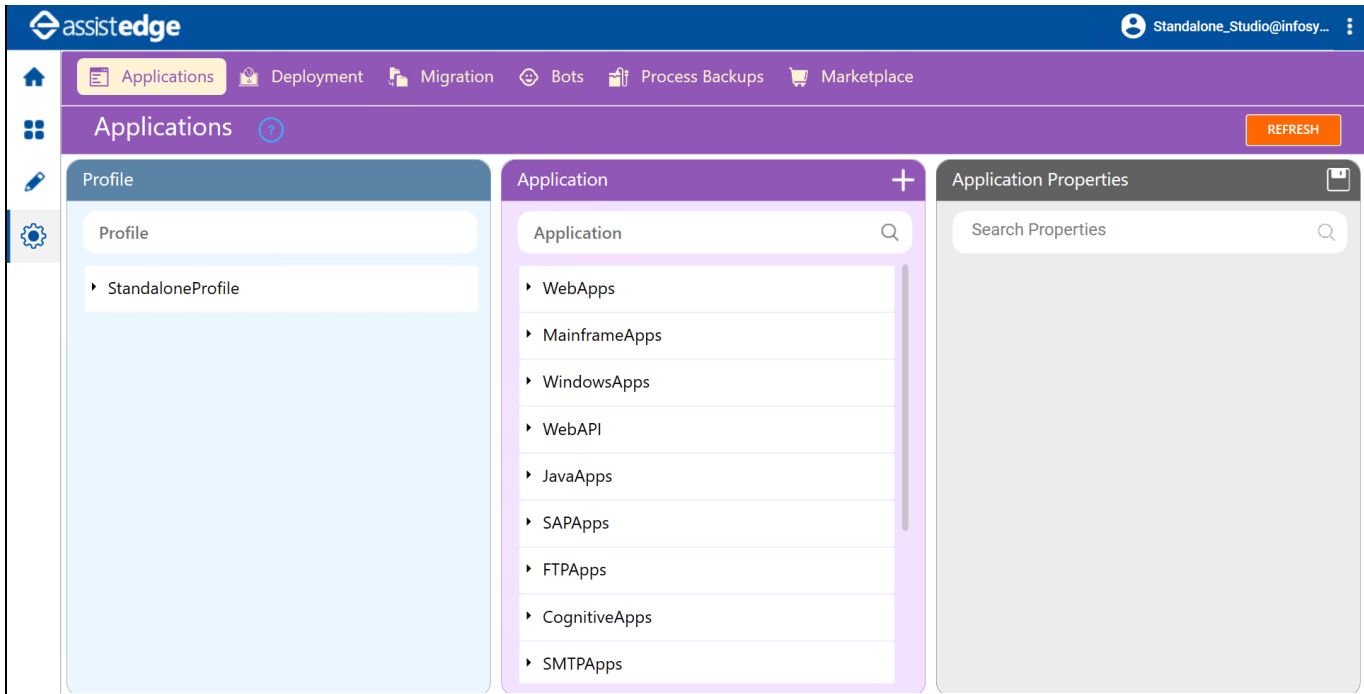 assistedge
Standalone_Studio@infosy...
Applications Deployment Migration Bots Process Backups Marketplace
Applications ?
REFRESH
Profile
Profile
StandaloneProfile
Application
Application
WebApps
MainframeApps
WindowsApps
WebAPI
JavaApps
SAPApps
FTPApps
CognitiveApps
SMTPApps
Application Properties
Search Properties